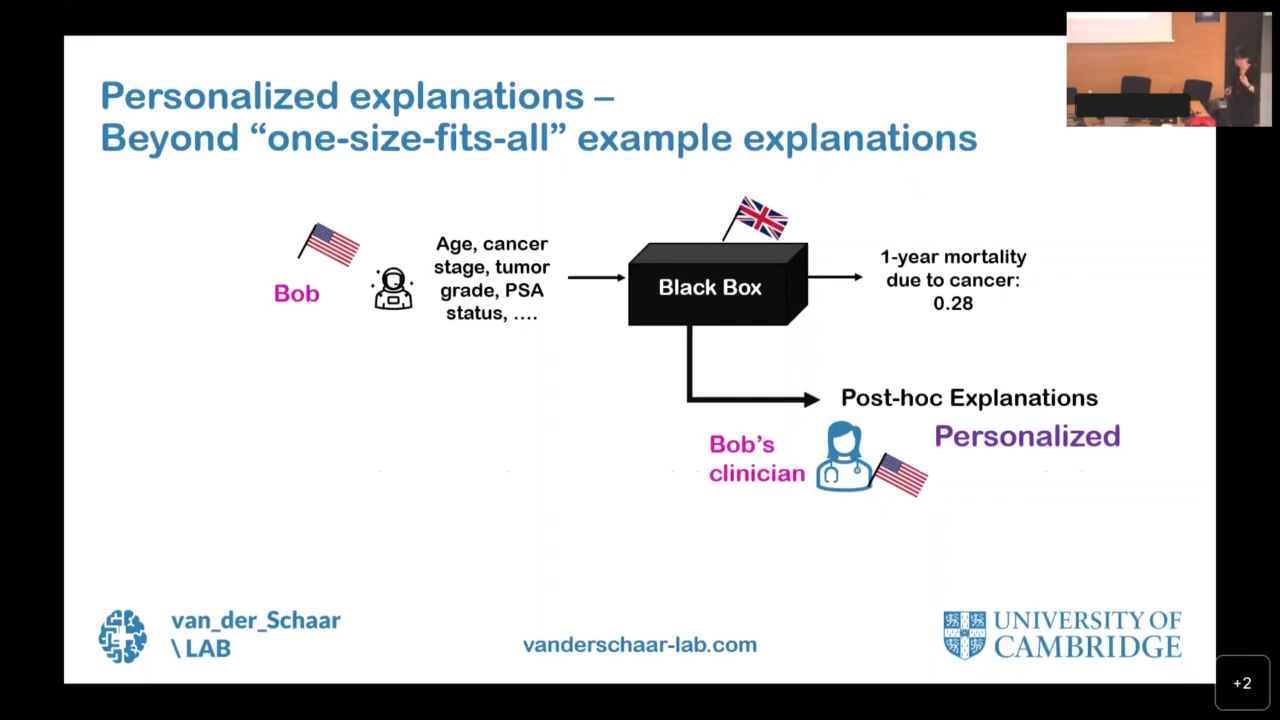 Personalized explanations –
Beyond “one-size-fits-all” example explanations
Bob
Age, cancer
stage, tumor
grade, PSA
status, ....
Black Box
1-year mortality
due to cancer:
0.28
Post-hoc Explanations
Personalized
Bob’s
clinician
van_der_Schaar
\ LAB
vanderschaar-lab.com
UNIVERSITY OF
CAMBRIDGE
+2